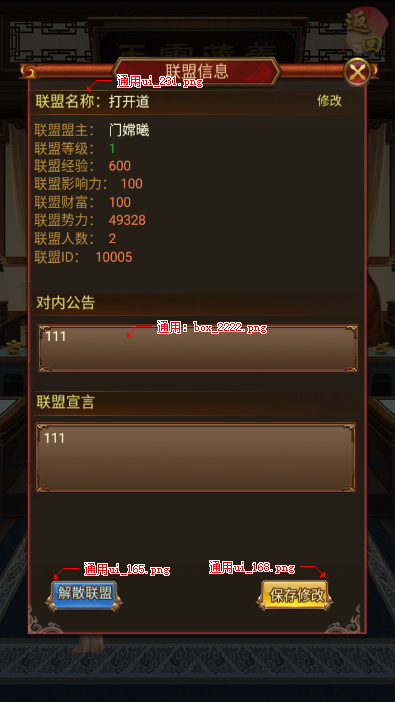 返回
联盟信息
通用ui_231.png
联盟名称：打开道
修改
联盟盟主：门嫦曦
联盟等级：1
联盟经验：600
联盟影响力：100
联盟财富：100
联盟势力：49328
联盟人数：2
联盟ID：10005
对内公告
通用：box_2222.png
111
联盟宣言
111
通用ui_165.png
通用ui_168.png
解散联盟
保存修改